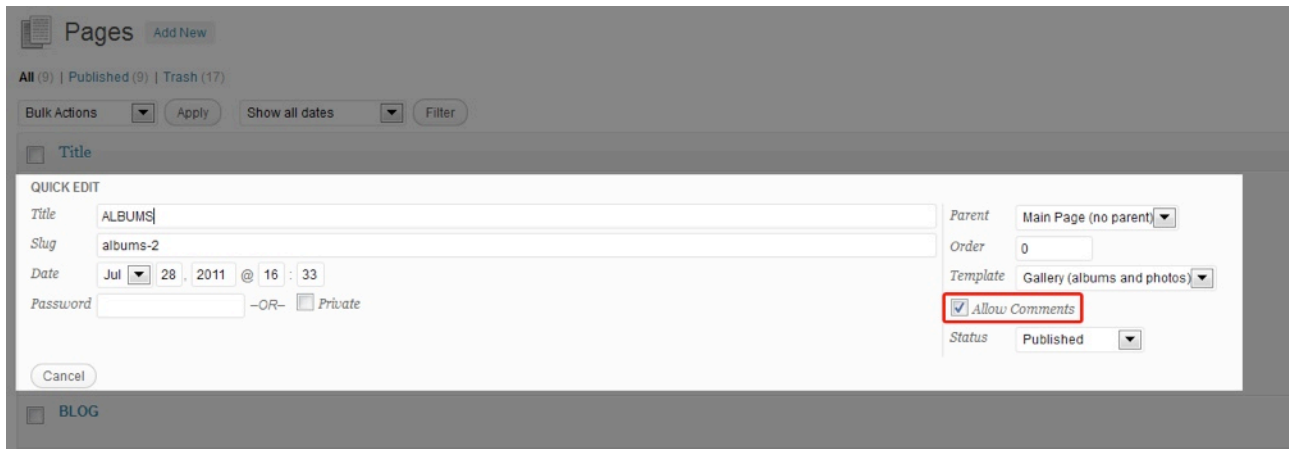 Pages Add New
All (9) | Published (9) | Trash (17)
Bulk Actions Apply Show all dates Filter
Title
QUICK EDIT
Title ALBUMS Parent Main Page (no parent)
Slug albums-2 Order 0
Date Jul 28 , 2011 @ 16 : 33 Template Gallery (albums and photos)
Password –OR– Private Allow Comments
Status Published
Cancel
BLOG